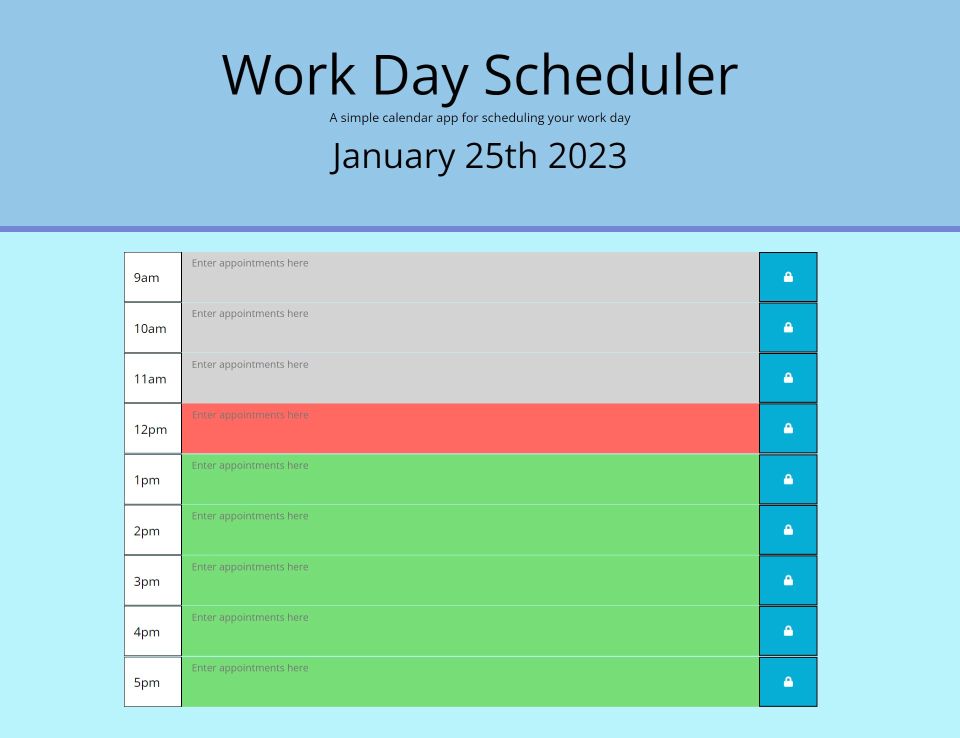 Work Day Scheduler
A simple calendar app for scheduling your work day
January 25th 2023
9am Enter appointments here
10am Enter appointments here
11am Enter appointments here
12pm Enter appointments here
1pm Enter appointments here
2pm Enter appointments here
3pm Enter appointments here
4pm Enter appointments here
5pm Enter appointments here